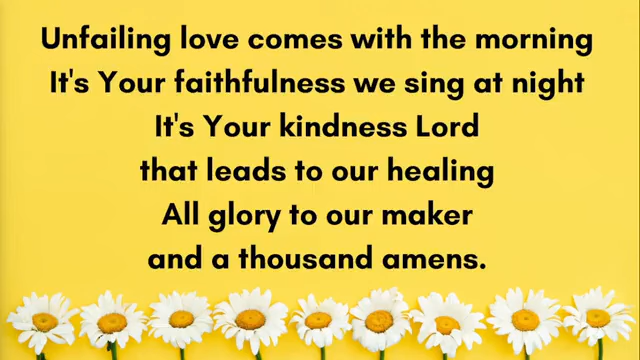 Unfailing love comes with the morning
It's Your faithfulness we sing at night
It's Your kindness Lord
that leads to our healing
All glory to our maker
and a thousand amens.